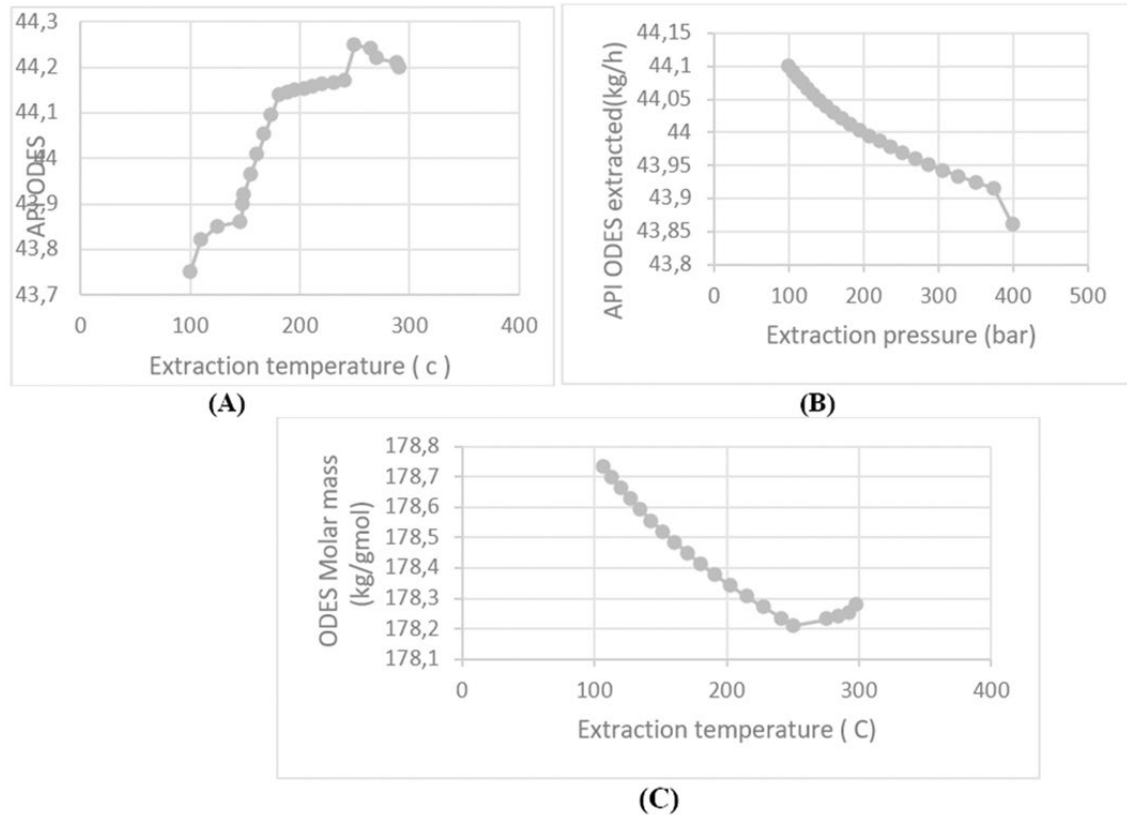 44,3
44,2
44,1
44
43,9
43,8
43,7
API ODES
0 100 200 300 400
Extraction temperature ( c )
(A)
44,15
44,1
44,05
44
43,95
43,9
43,85
43,8
API ODES extracted(kg/h)
0 100 200 300 400 500
Extraction pressure (bar)
(B)
178,8
178,7
178,6
178,5
178,4
178,3
178,2
178,1
ODES Molar mass
(kg/gmol)
0 100 200 300 400
Extraction temperature ( C)
(C)